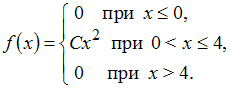 0 при x ≤ 0,
f(x) = { Cx² при 0 < x ≤ 4,
0 при x > 4.